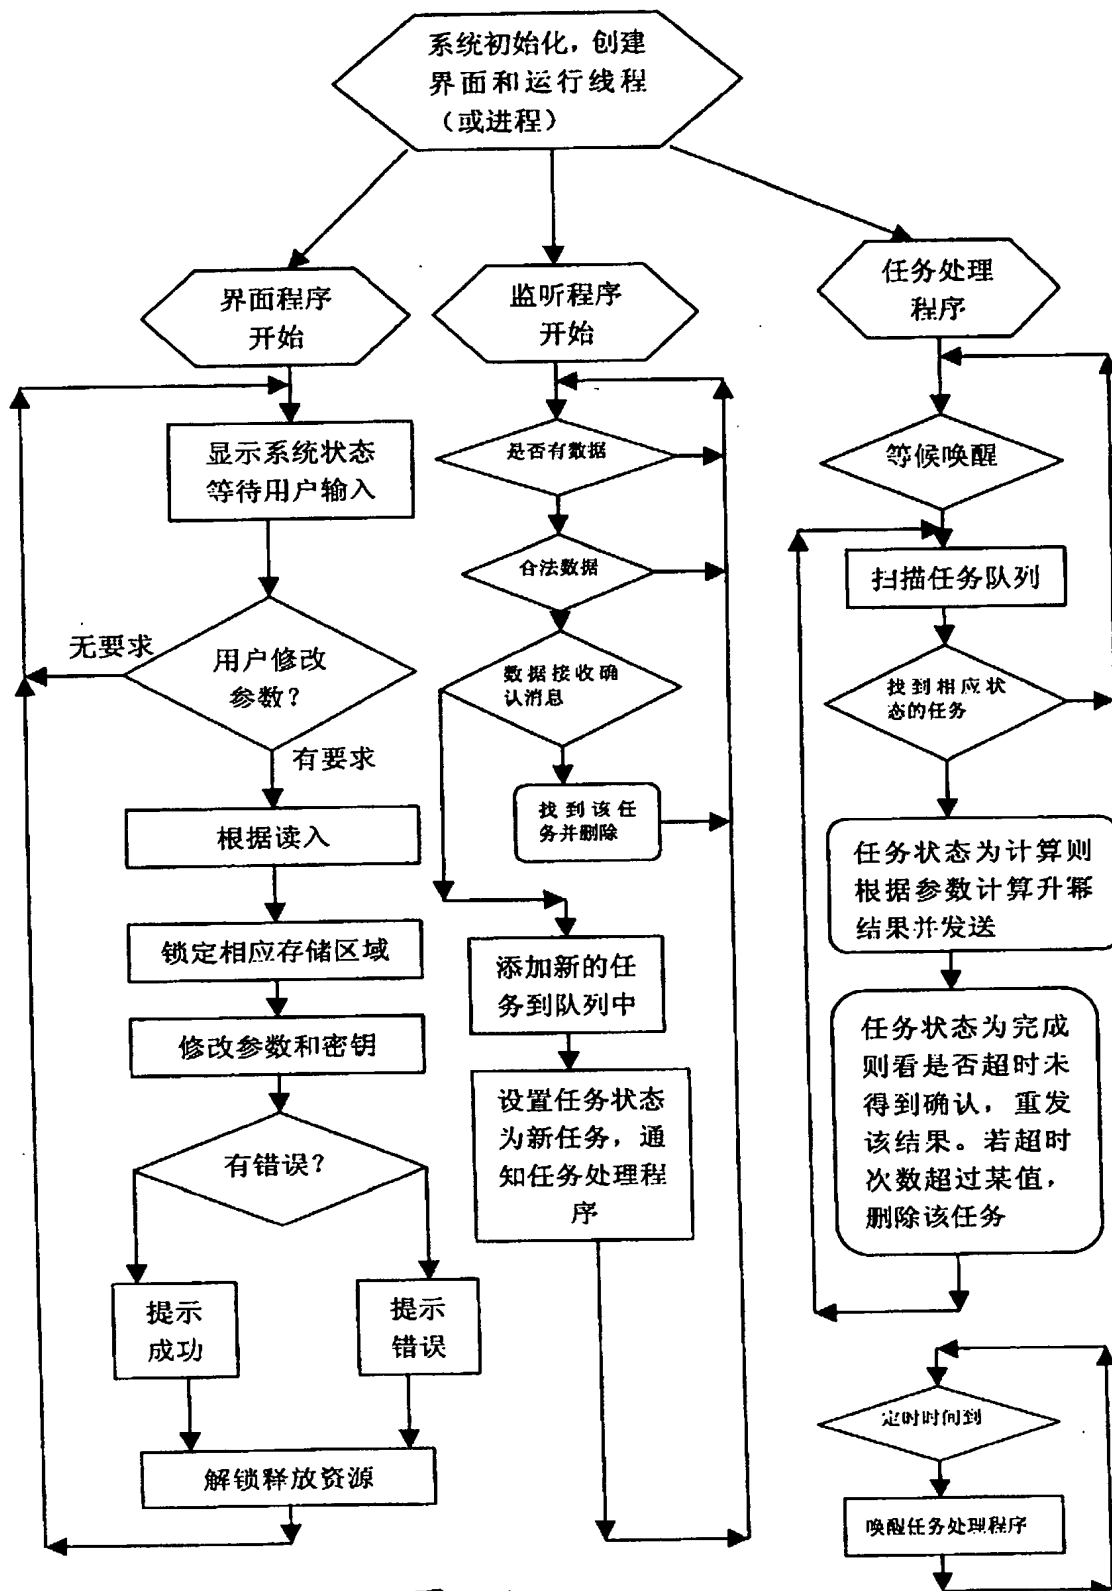 系统初始化，创建
界面和运行线程
（或进程）
界面程序
开始
显示系统状态
等待用户输入
无要求
用户修改
参数？
有要求
根据读入
锁定相应存储区域
修改参数和密钥
有错误？
提示
成功
提示
错误
解锁释放资源
监听程序
开始
是否有数据
合法数据
数据接收确
认消息
找到该任
务并删除
添加新的任
务到队列中
设置任务状态
为新任务，通
知任务处理程
序
任务处理
程序
等候唤醒
扫描任务队列
找到相应状
态的任务
任务状态为计算则
根据参数计算升幂
结果并发送
任务状态为完成
则看是否超时未
得到确认，重发
该结果。若超时
次数超过某值，
删除该任务
定时时间到
唤醒任务处理程序